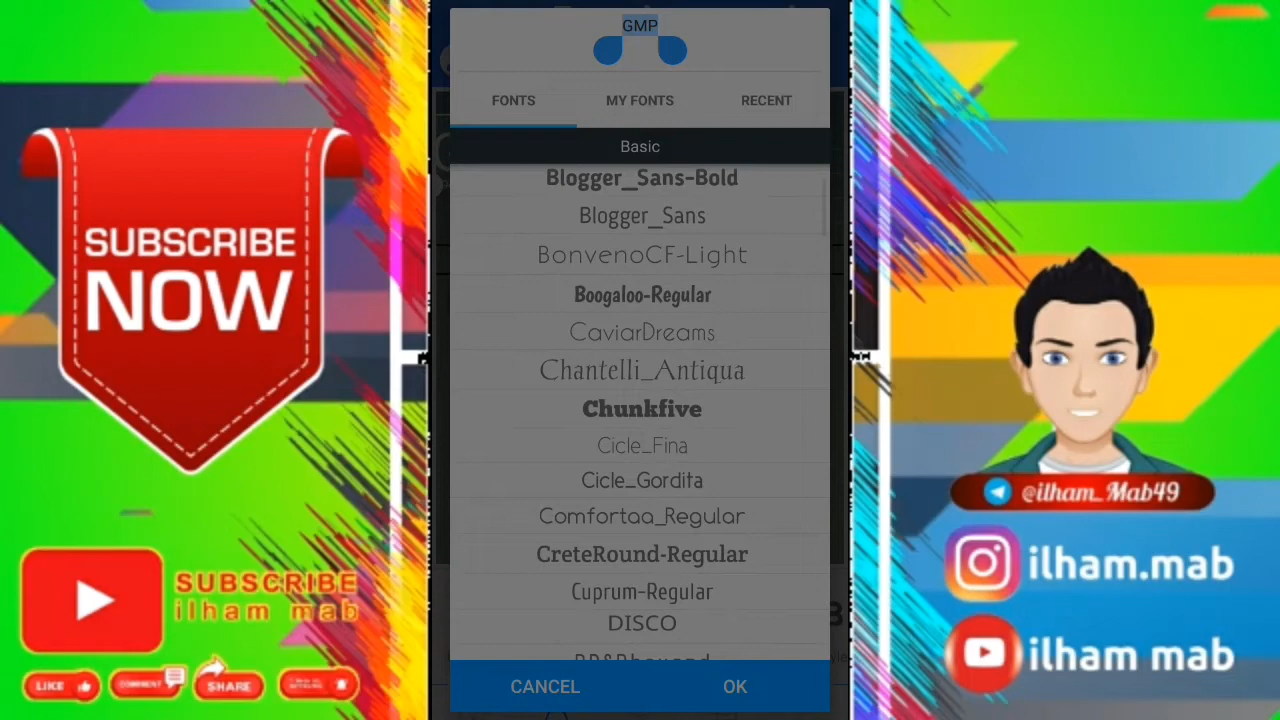 SUBSCRIBE
NOW
SUBSCRIBE
ilham mab
LIKE
COMMENT
SHARE
GMP
FONTS
MY FONTS
RECENT
Basic
Blogger_Sans-Bold
Blogger_Sans
BonvenoCF-Light
Boogaloo-Regular
CaviarDreams
Chantelli_Antiqua
Chunkfive
Cicle_Fina
Cicle_Gordita
Comfortaa_Regular
CreteRound-Regular
Cuprum-Regular
DISCO
CANCEL
OK
@ilham_Mab49
ilham.mab
ilham mab